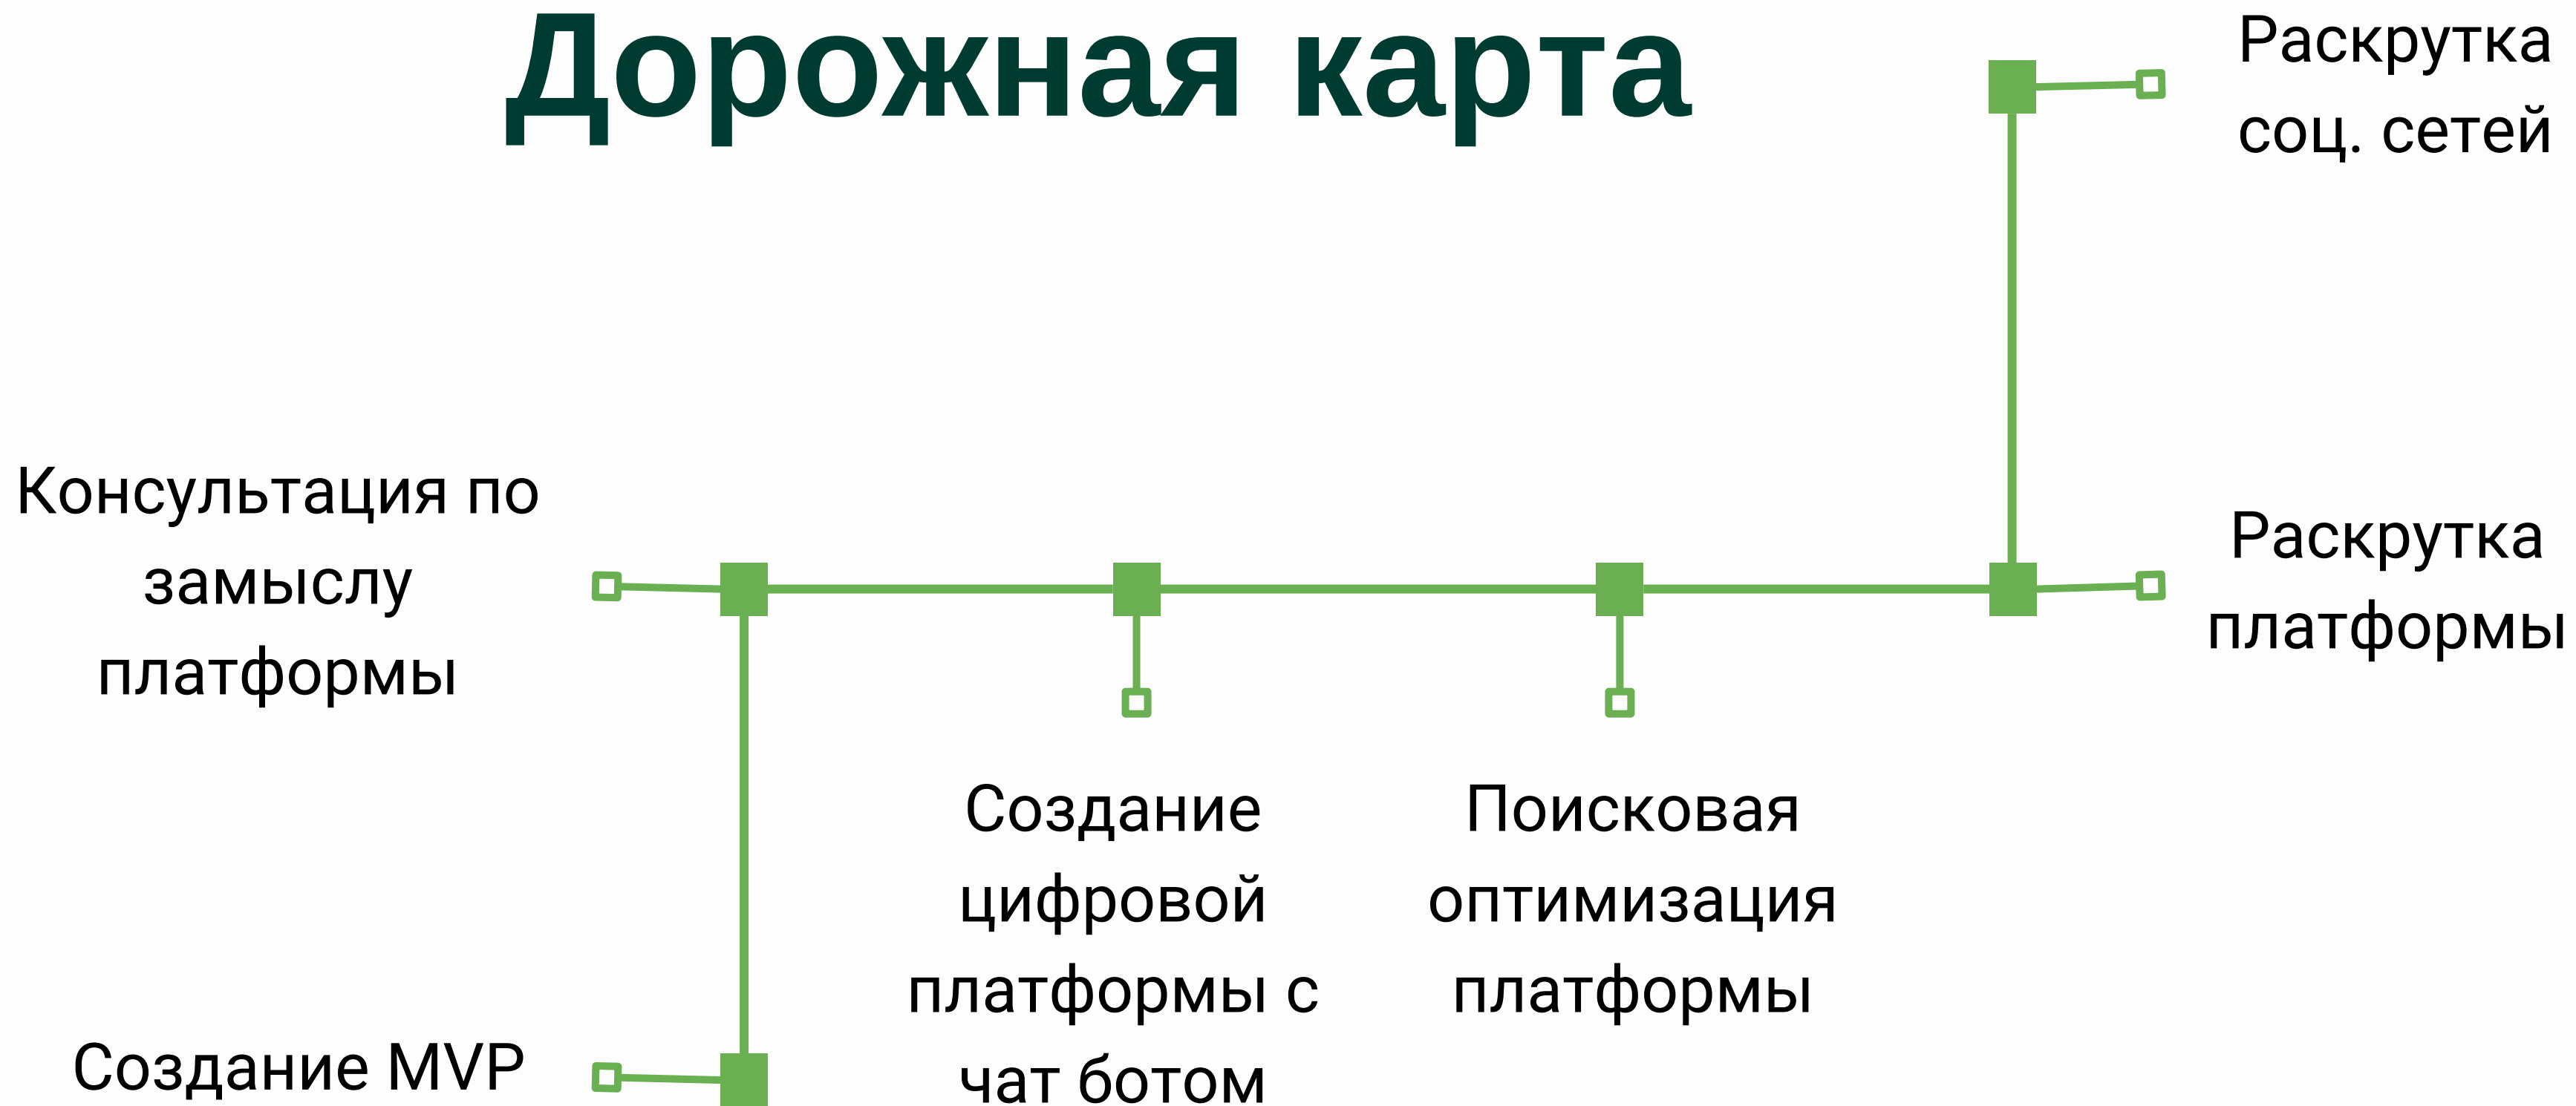 Дорожная карта
Раскрутка
соц. сетей
Консультация по
замыслу
платформы
Раскрутка
платформы
Создание
цифровой
платформы с
чат ботом
Поисковая
оптимизация
платформы
Создание MVP